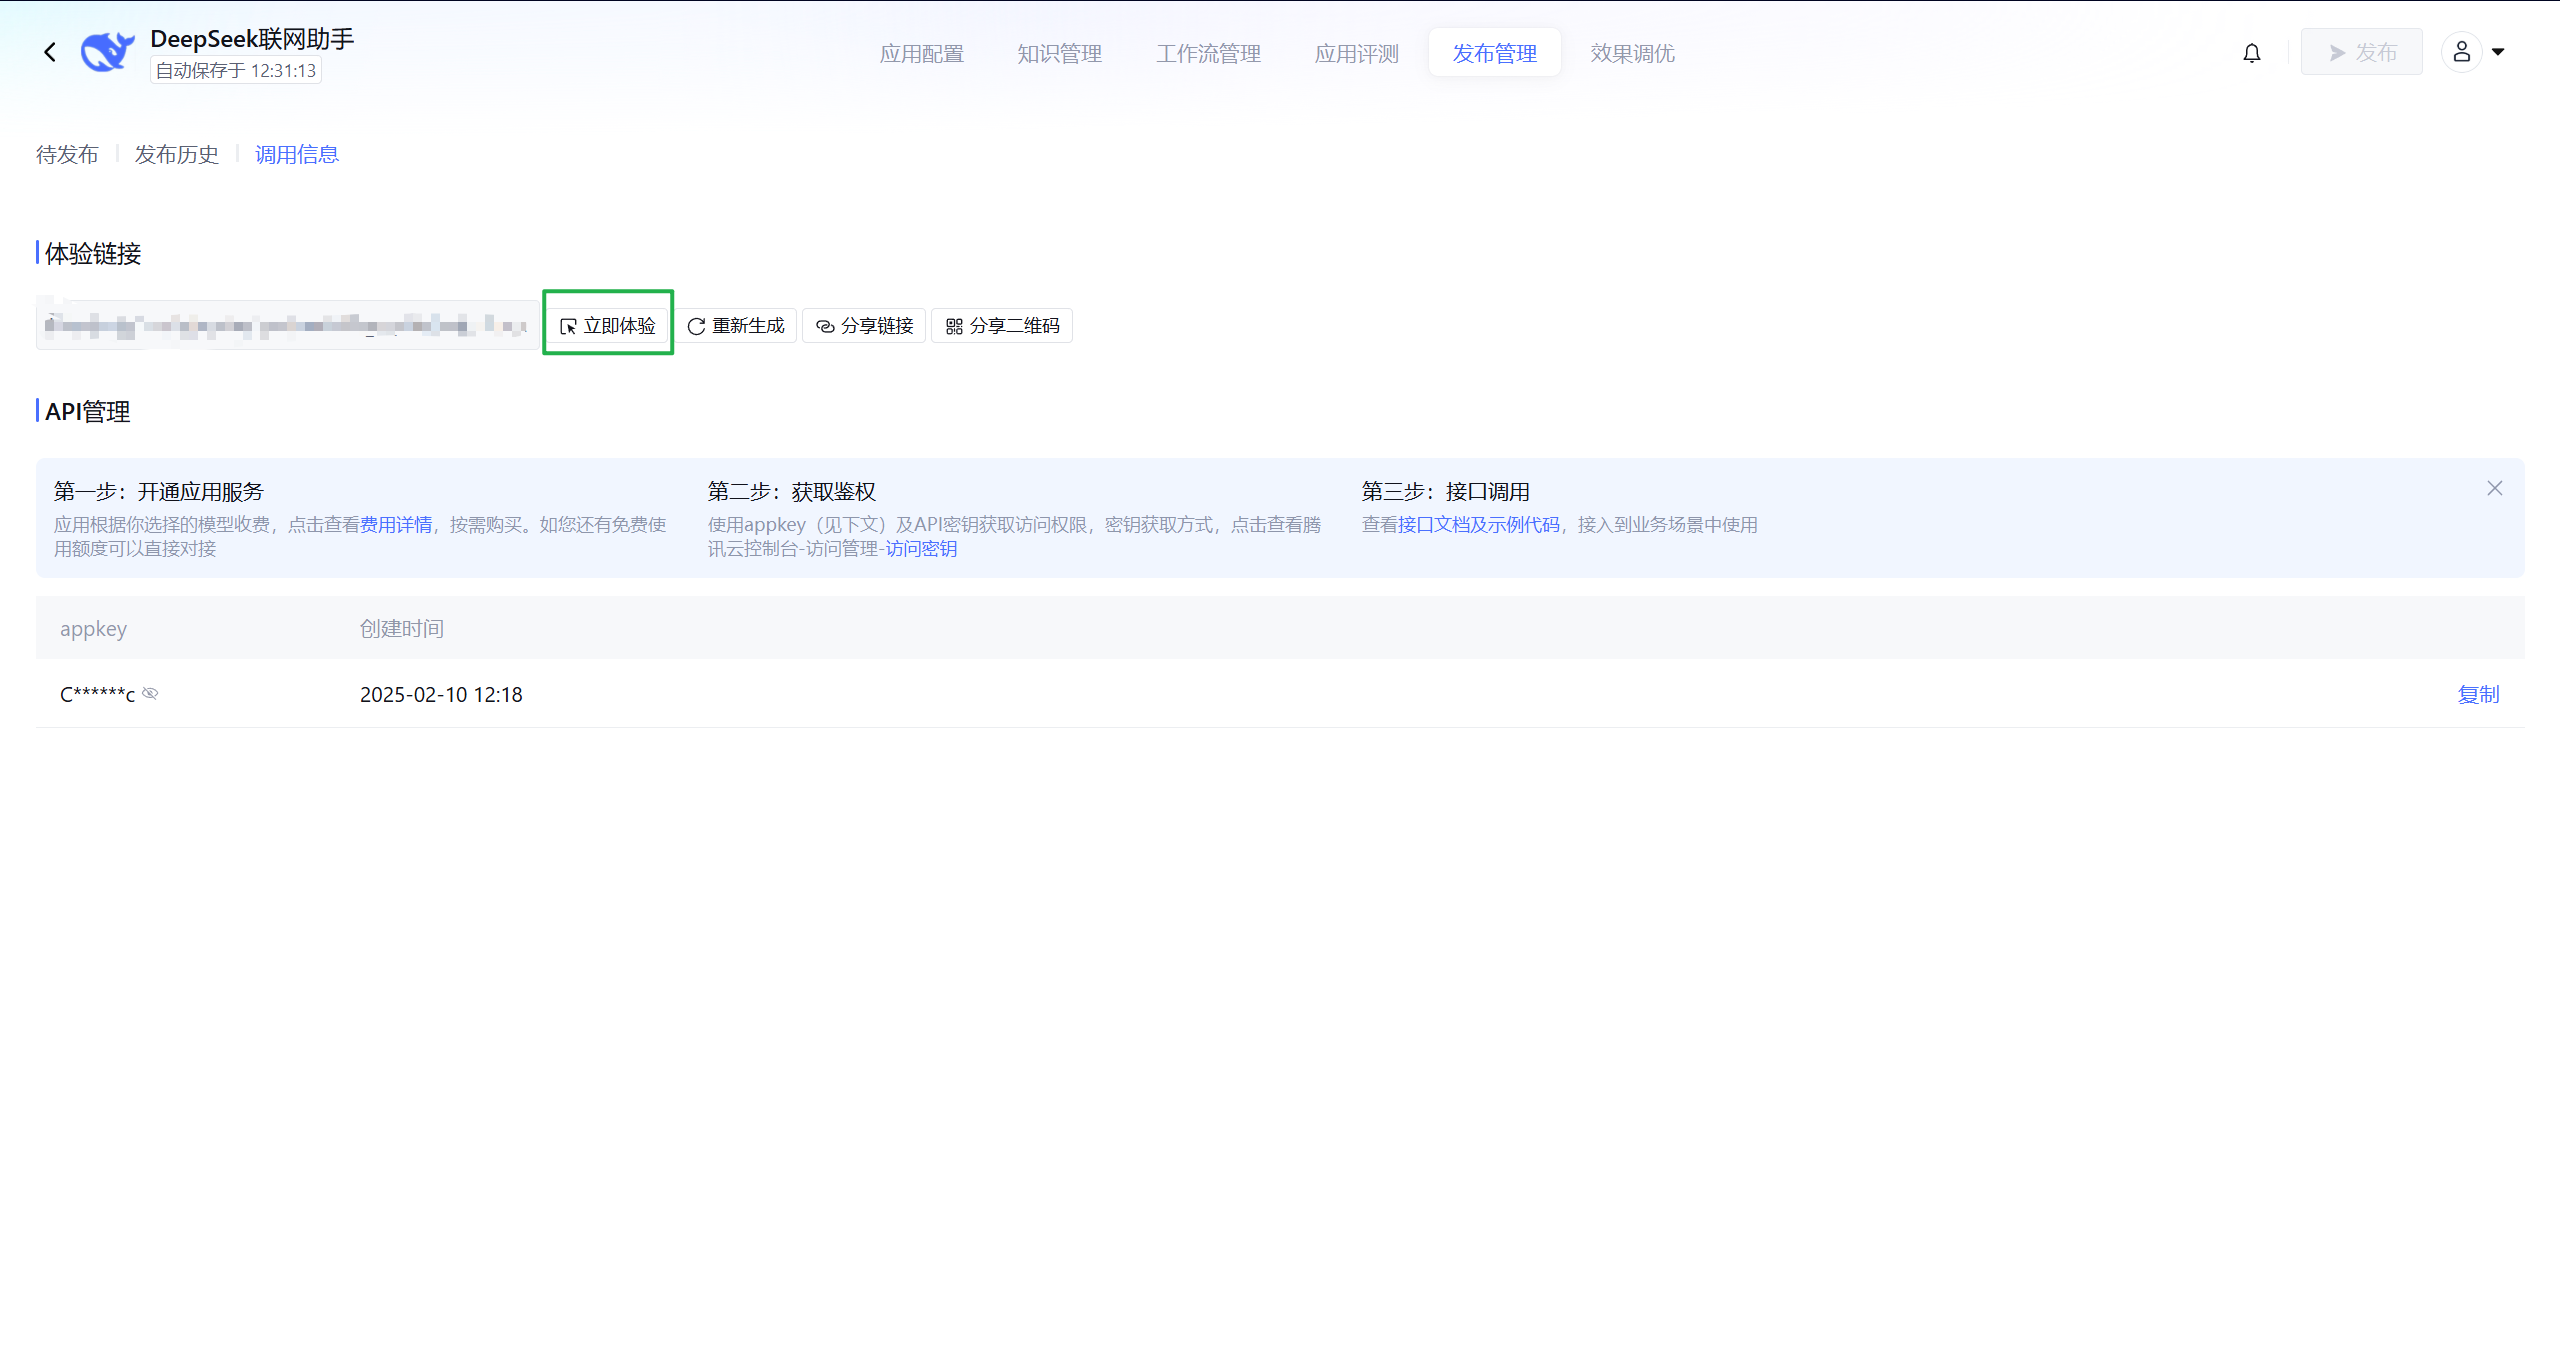 DeepSeek联网助手
自动保存于 12:31:13
应用配置
知识管理
工作流管理
应用评测
发布管理
效果调优
发布
待发布
发布历史
调用信息
体验链接
立即体验
重新生成
分享链接
分享二维码
API管理
第一步：开通应用服务
应用根据你选择的模型收费，点击查看费用详情，按需购买。如您还有免费使
用额度可以直接对接
第二步：获取鉴权
使用appkey（见下文）及API密钥获取访问权限，密钥获取方式，点击查看腾
讯云控制台-访问管理-访问密钥
第三步：接口调用
查看接口文档及示例代码，接入到业务场景中使用
appkey
创建时间
C******c
2025-02-10 12:18
复制